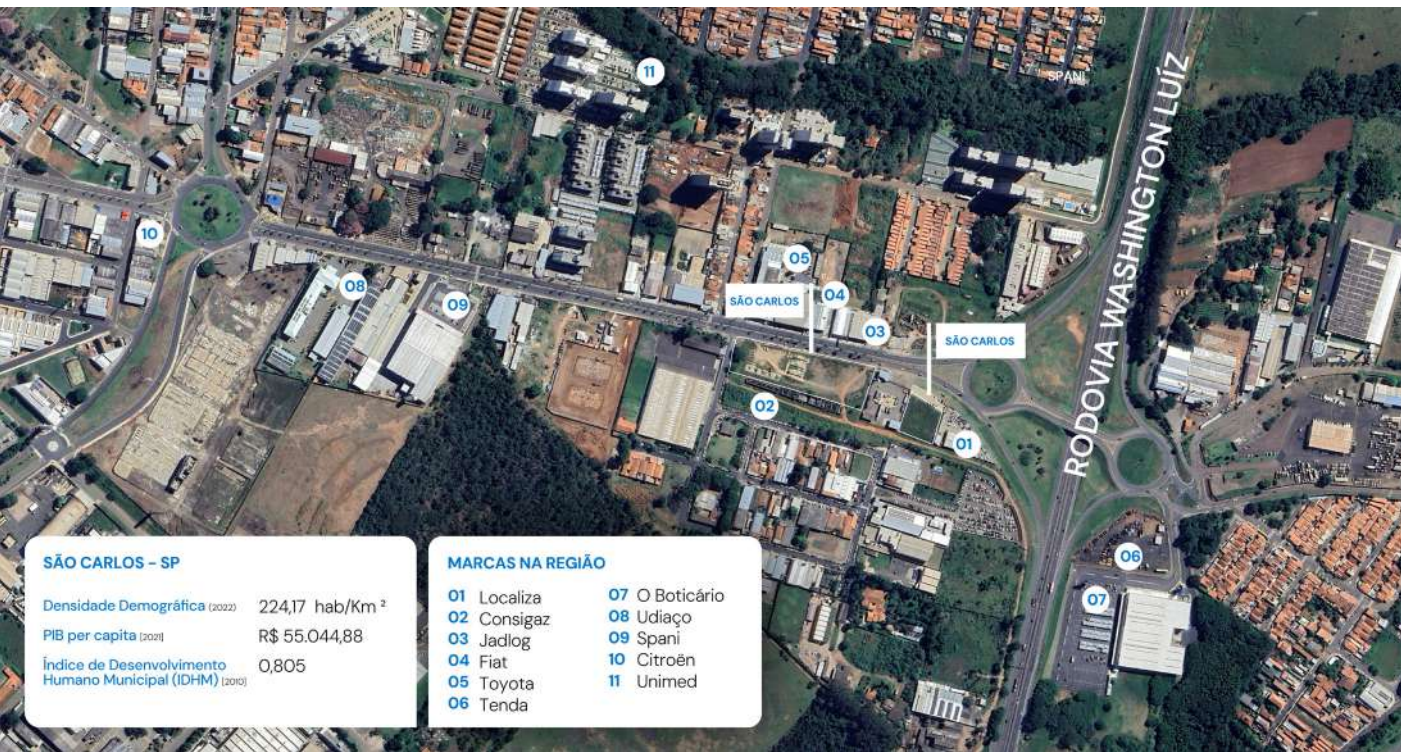 SPANI
RODOVIA WASHINGTON LUÍZ
11
10
08
09
05
04
03
SÃO CARLOS
SÃO CARLOS
02
01
06
07
SÃO CARLOS – SP
Densidade Demográfica (2022) 224,17 hab/Km ²
PIB per capita [2021] R$ 55.044,88
Índice de Desenvolvimento
Humano Municipal (IDHM) [2010] 0,805
MARCAS NA REGIÃO
01 Localiza
02 Consigaz
03 Jadlog
04 Fiat
05 Toyota
06 Tenda
07 O Boticário
08 Udiaço
09 Spani
10 Citroën
11 Unimed